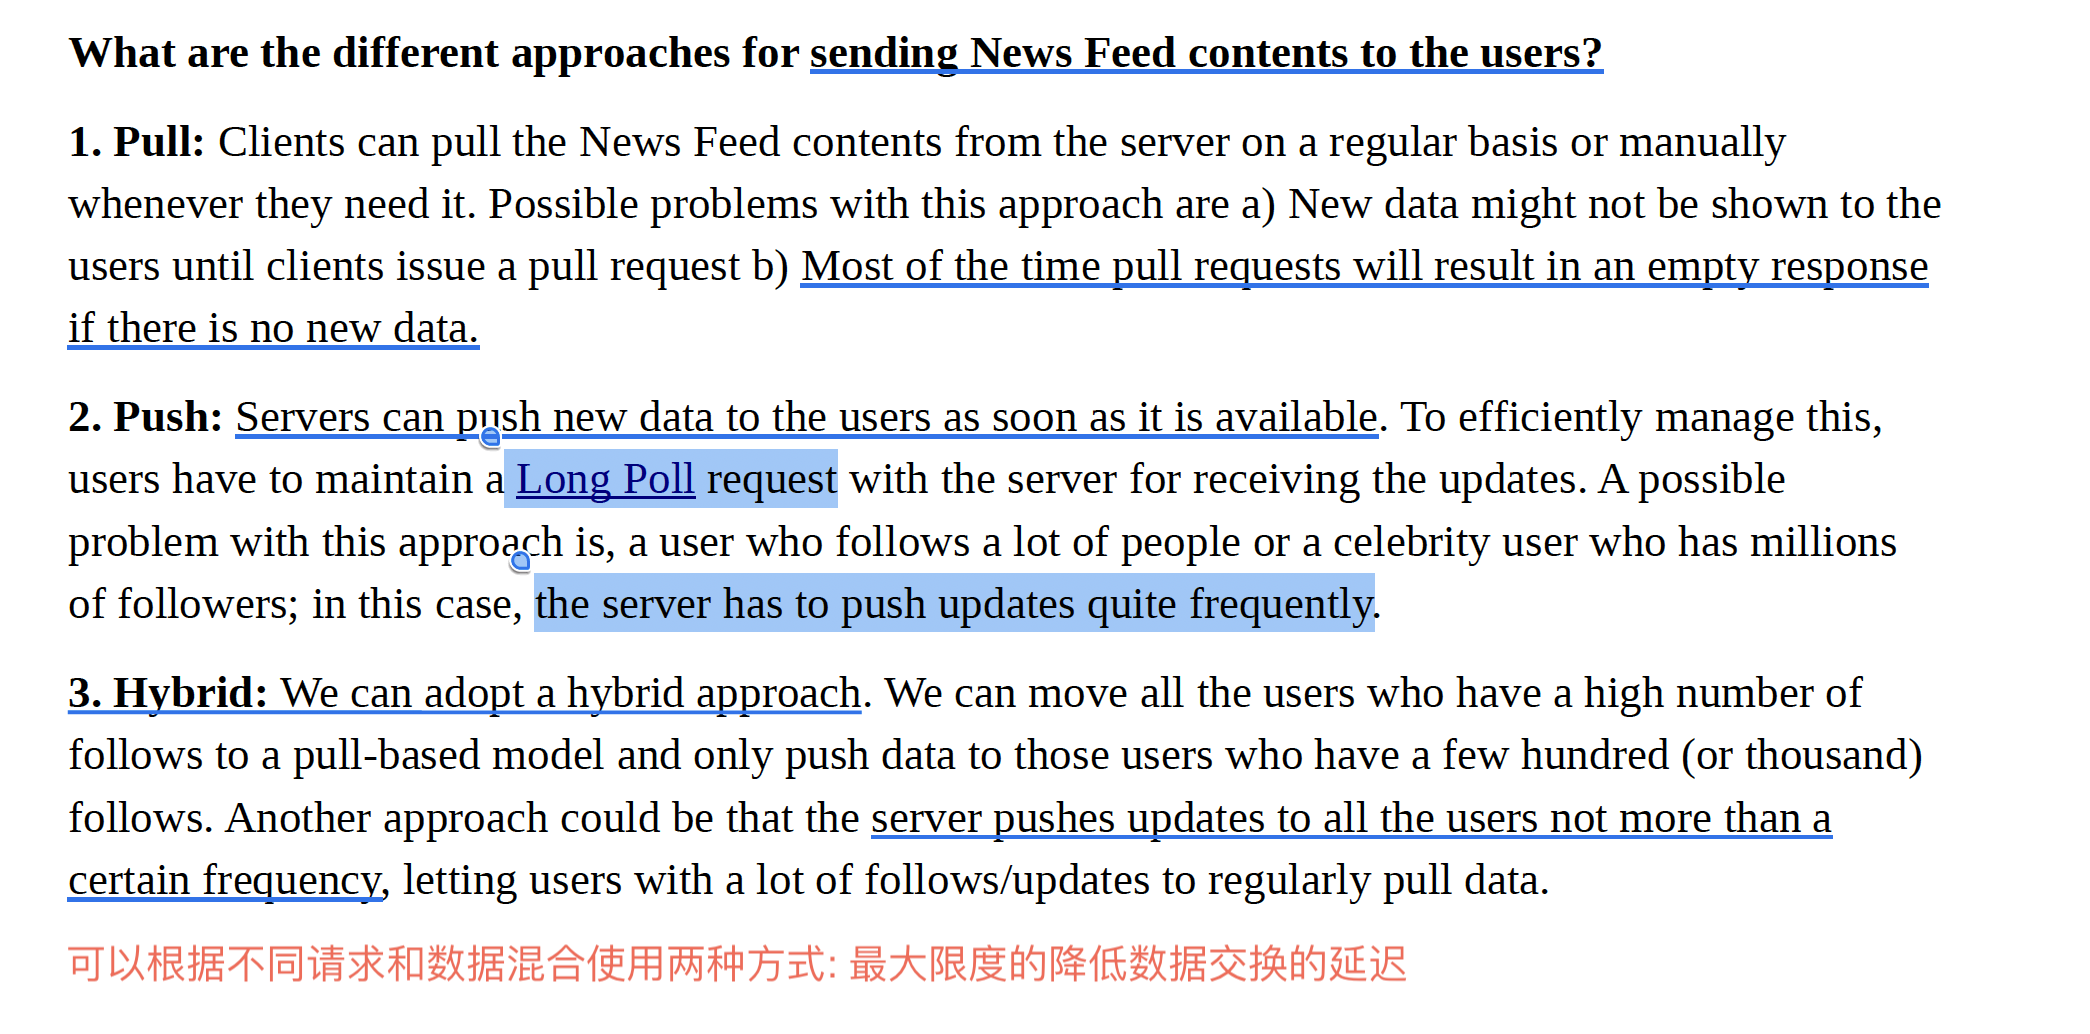 What are the different approaches for sending News Feed contents to the users?
1. Pull: Clients can pull the News Feed contents from the server on a regular basis or manually
whenever they need it. Possible problems with this approach are a) New data might not be shown to the
users until clients issue a pull request b) Most of the time pull requests will result in an empty response
if there is no new data.
2. Push: Servers can push new data to the users as soon as it is available. To efficiently manage this,
users have to maintain a Long Poll request with the server for receiving the updates. A possible
problem with this approach is, a user who follows a lot of people or a celebrity user who has millions
of followers; in this case, the server has to push updates quite frequently.
3. Hybrid: We can adopt a hybrid approach. We can move all the users who have a high number of
follows to a pull-based model and only push data to those users who have a few hundred (or thousand)
follows. Another approach could be that the server pushes updates to all the users not more than a
certain frequency, letting users with a lot of follows/updates to regularly pull data.
可以根据不同请求和数据混合使用两种方式: 最大限度的降低数据交换的延迟